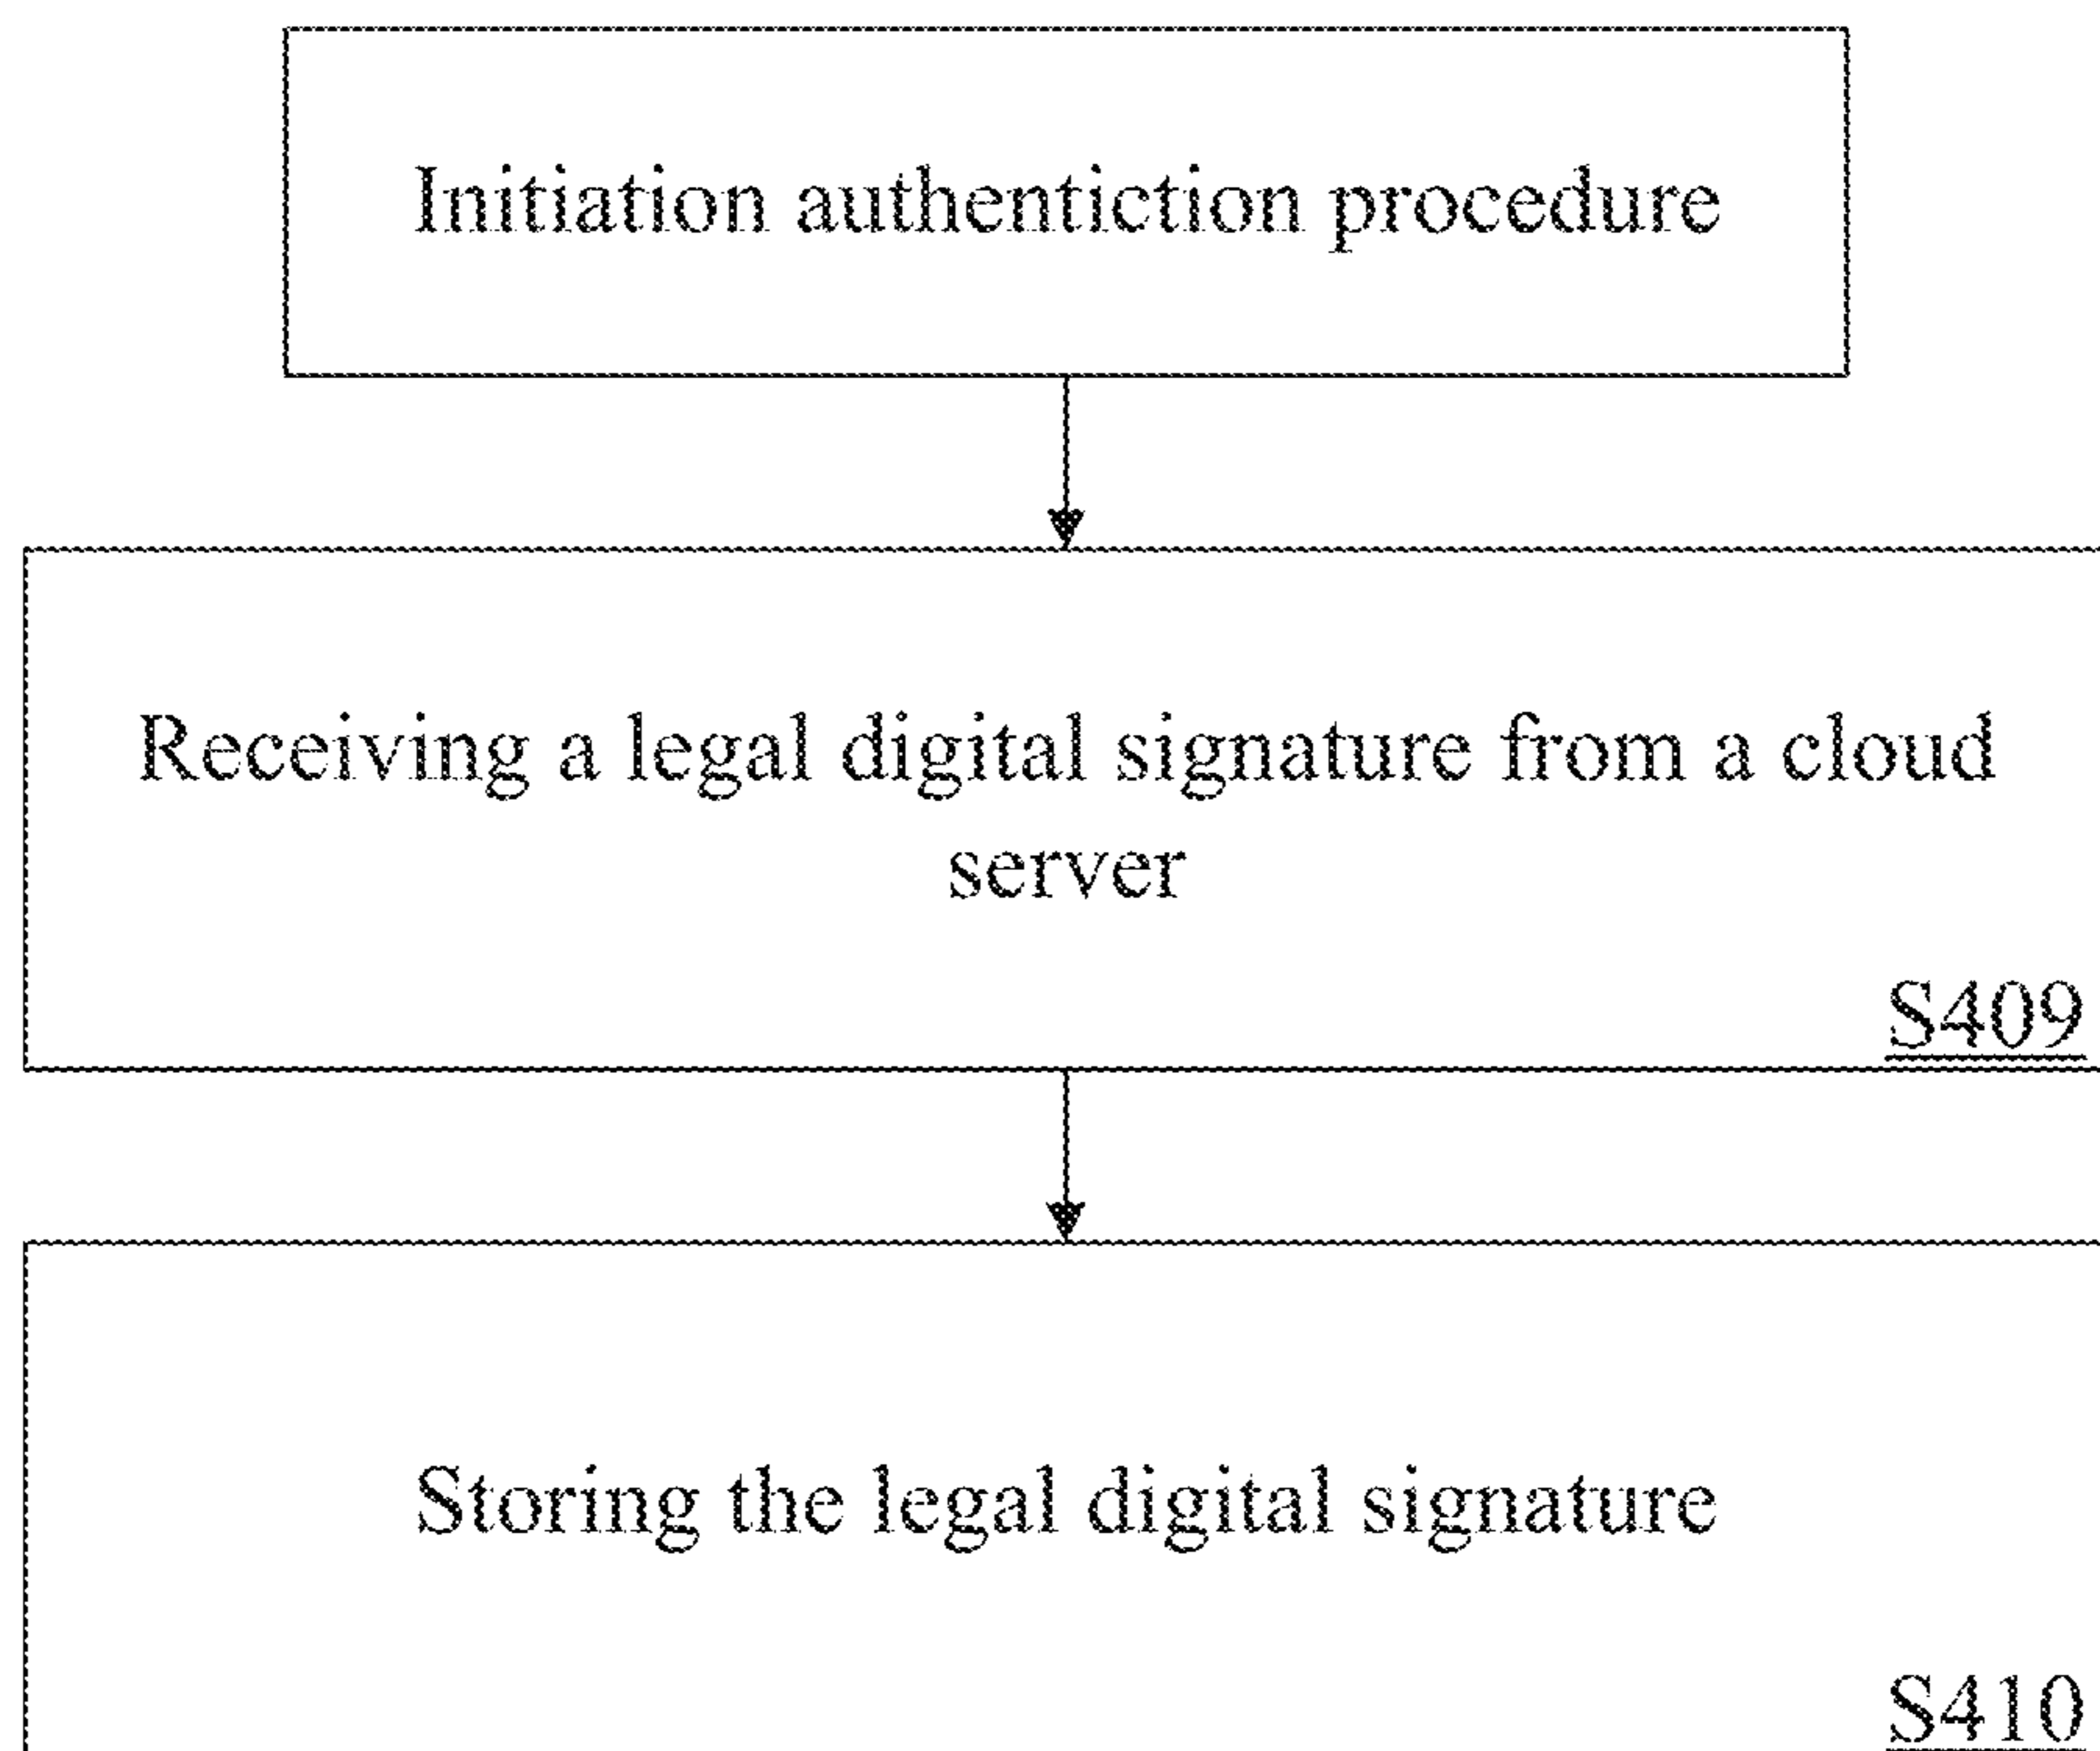 Initiation authentiction procedure
Receiving a legal digital signature from a cloud
server
S409
Storing the legal digital signature
S410